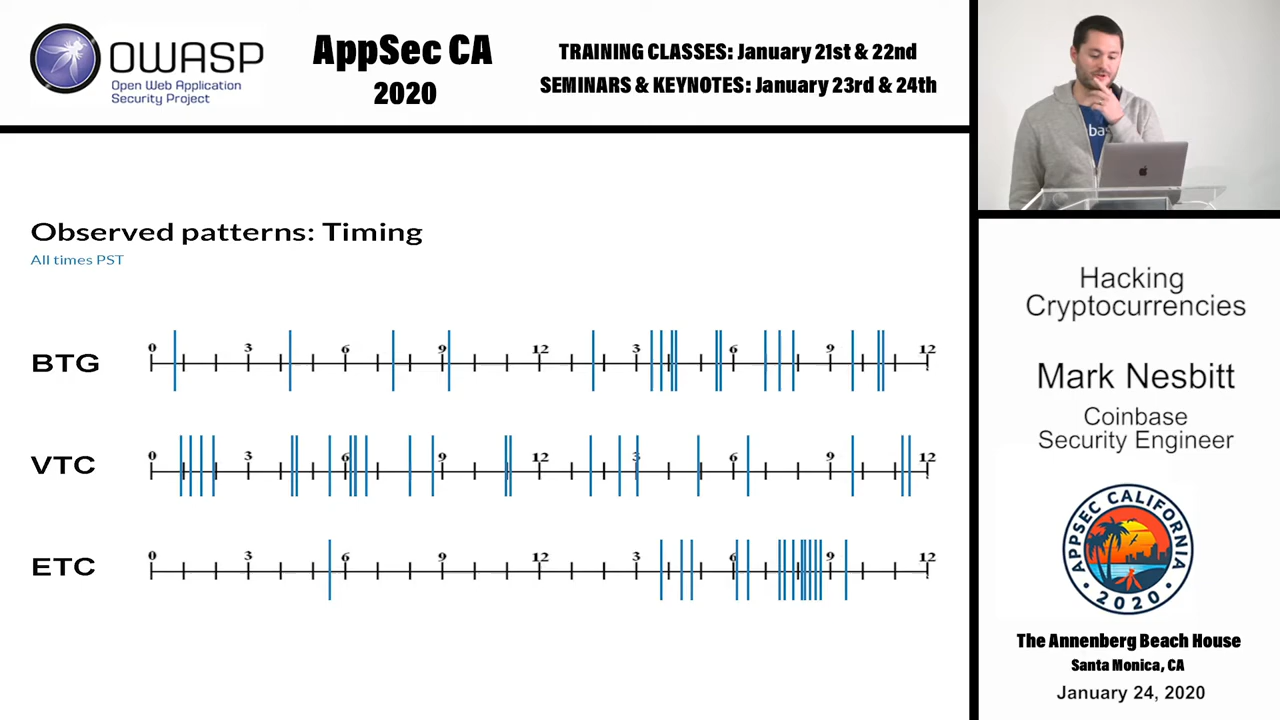 OWASP
Open Web Application
Security Project
AppSec CA
2020
TRAINING CLASSES: January 21st & 22nd
SEMINARS & KEYNOTES: January 23rd & 24th
Observed patterns: Timing
All times PST
BTG
0 3 6 9 12 3 6 9 12
VTC
0 3 6 9 12 3 6 9 12
ETC
0 3 6 9 12 3 6 9 12
Hacking
Cryptocurrencies
Mark Nesbitt
Coinbase
Security Engineer
APPSEC CALIFORNIA
2020
The Annenberg Beach House
Santa Monica, CA
January 24, 2020